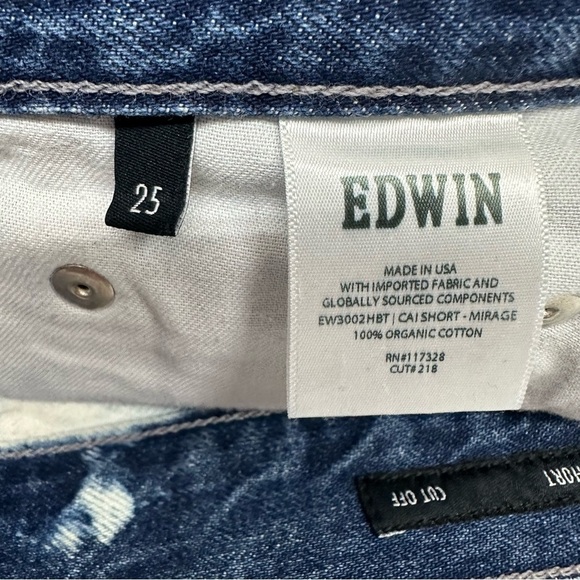 25
EDWIN
MADE IN USA
WITH IMPORTED FABRIC AND
GLOBALLY SOURCED COMPONENTS
EW3002HBT | CAI SHORT - MIRAGE
100% ORGANIC COTTON
RN#117328
CUT# 218
CUT OFF